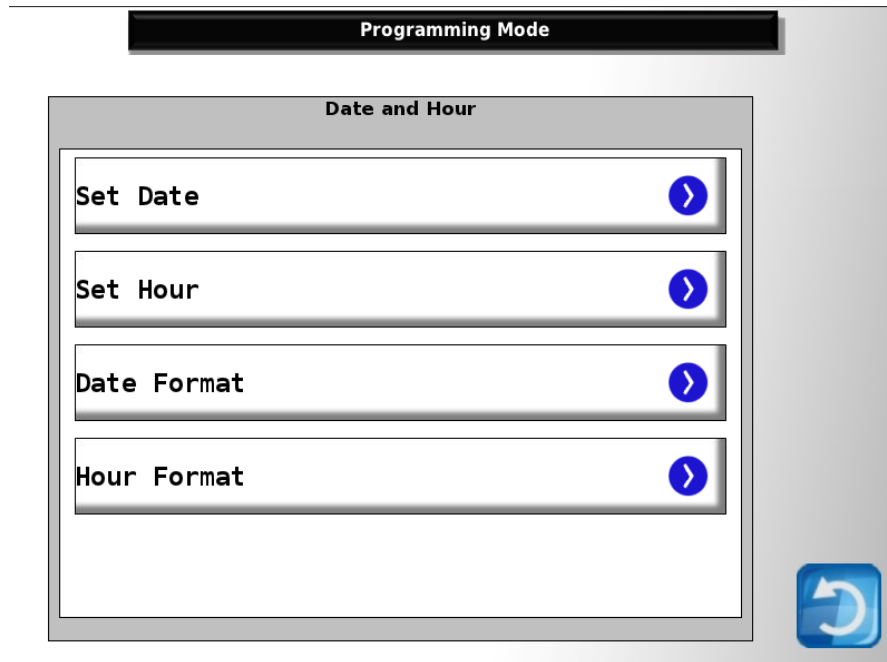 Programming Mode
Date and Hour
Set Date
Set Hour
Date Format
Hour Format